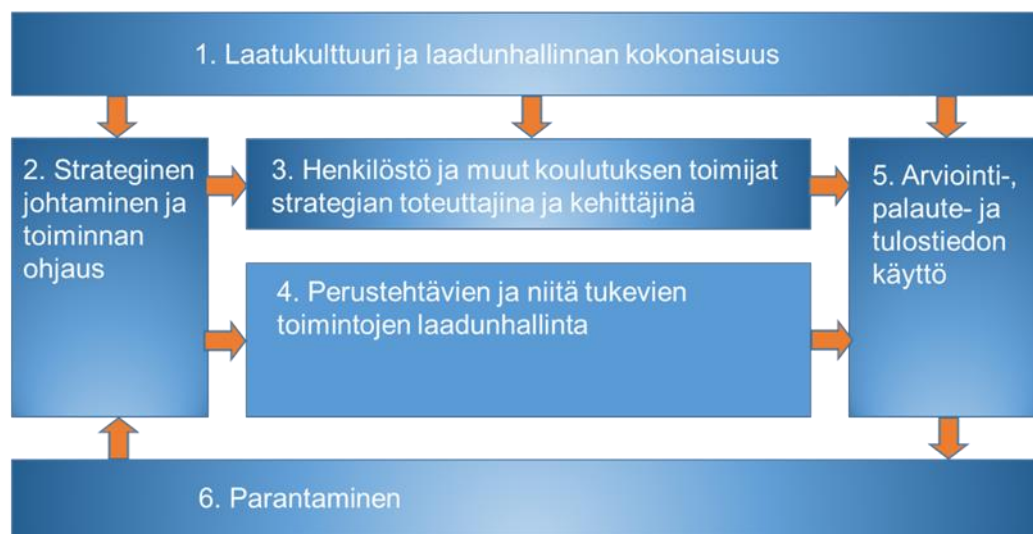 1. Laatukulttuuri ja laadunhallinnan kokonaisuus
2. Strateginen
johtaminen ja
toiminnan
ohjaus
3. Henkilöstö ja muut koulutuksen toimijat
strategian toteuttajina ja kehittäjinä
4. Perustehtävien ja niitä tukevien
toimintojen laadunhallinta
5. Arviointi-,
palaute- ja
tulostiedon
käyttö
6. Parantaminen